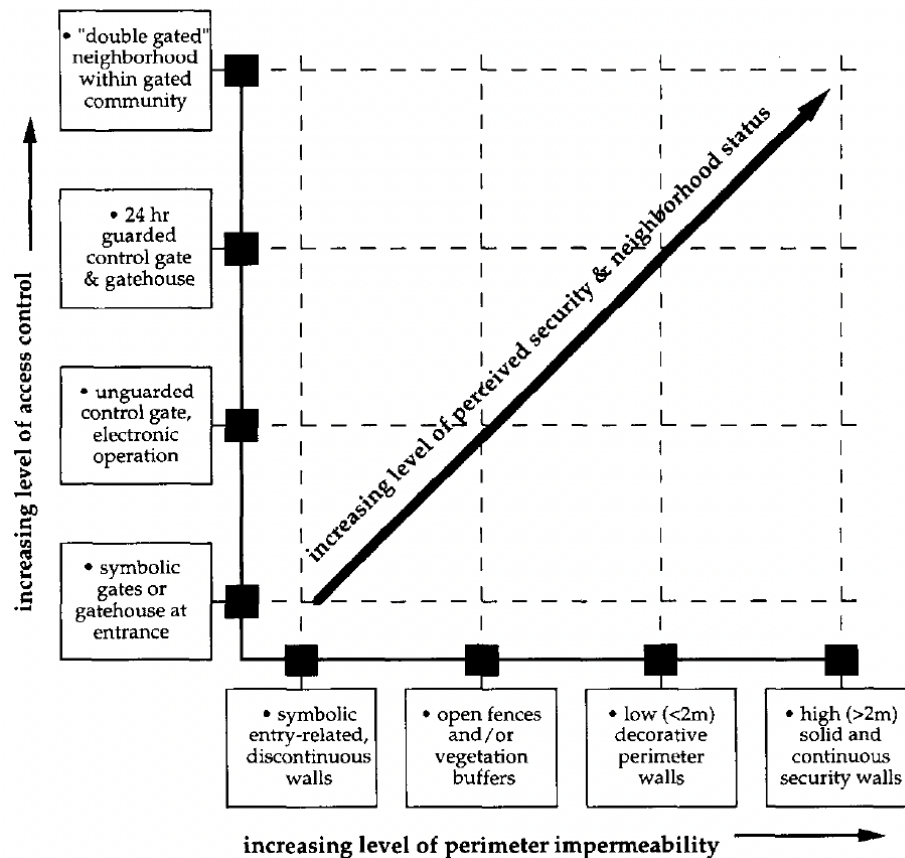 • "double gated"
neighborhood
within gated
community
• 24 hr
guarded
control gate
& gatehouse
• unguarded
control gate,
electronic
operation
• symbolic
gates or
gatehouse at
entrance
increasing level of access control
increasing level of perceived security & neighborhood status
• symbolic
entry-related,
discontinuous
walls
• open fences
and/or
vegetation
buffers
• low (<2m)
decorative
perimeter
walls
• high (>2m)
solid and
continuous
security walls
increasing level of perimeter impermeability